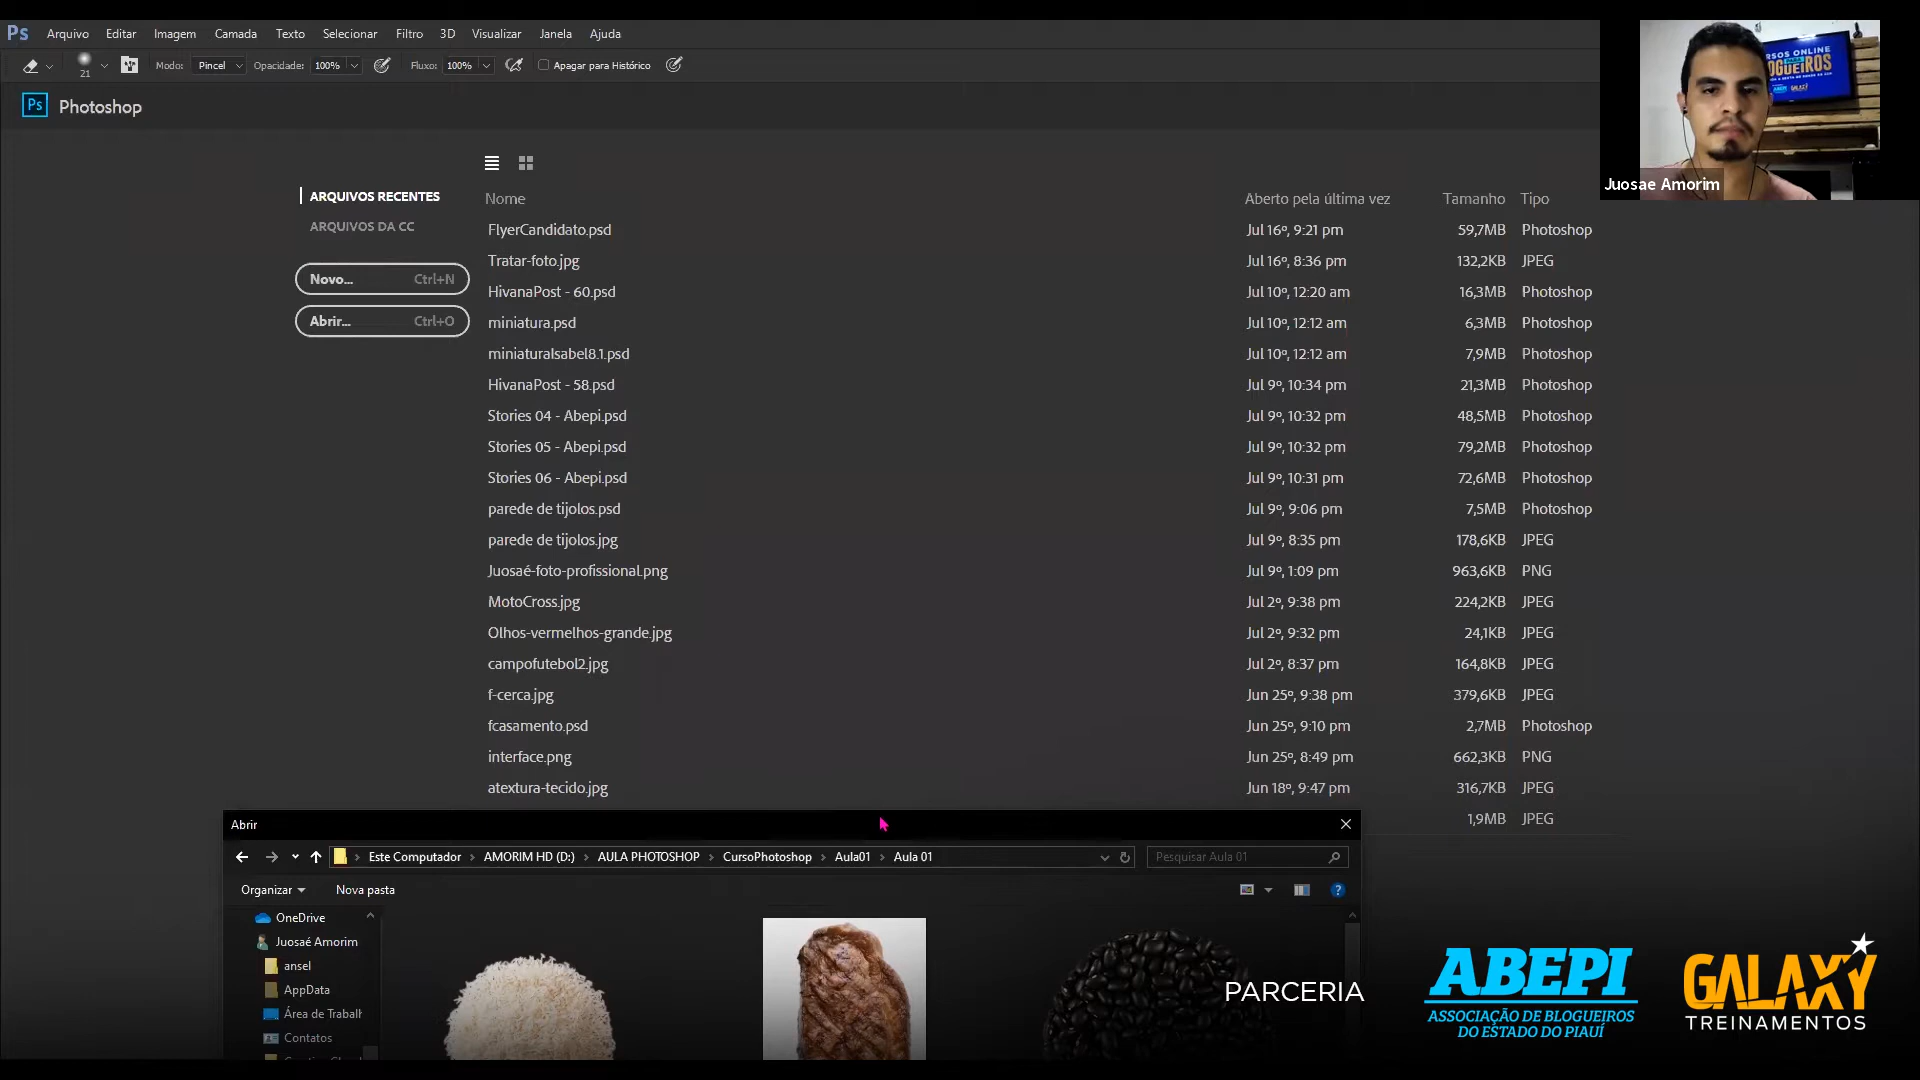 Ps Arquivo Editar Imagem Camada Texto Selecionar Filtro 3D Visualizar Janela Ajuda
21 Modo: Pincel Opacidade: 100% Fluxo: 100% Apagar para Histórico
Ps Photoshop
CURSOS ONLINE
PARA
BLOGUEIROS
ABEPI GALAXY
Juosae Amorim
ARQUIVOS RECENTES
ARQUIVOS DA CC
Novo... Ctrl+N
Abrir... Ctrl+O
Nome Aberto pela última vez Tamanho Tipo
FlyerCandidato.psd Jul 16º, 9:21 pm 59,7MB Photoshop
Tratar-foto.jpg Jul 16º, 8:36 pm 132,2KB JPEG
HivanaPost - 60.psd Jul 10º, 12:20 am 16,3MB Photoshop
miniatura.psd Jul 10º, 12:12 am 6,3MB Photoshop
miniaturaIsabel8.1.psd Jul 10º, 12:12 am 7,9MB Photoshop
HivanaPost - 58.psd Jul 9º, 10:34 pm 21,3MB Photoshop
Stories 04 - Abepi.psd Jul 9º, 10:32 pm 48,5MB Photoshop
Stories 05 - Abepi.psd Jul 9º, 10:32 pm 79,2MB Photoshop
Stories 06 - Abepi.psd Jul 9º, 10:31 pm 72,6MB Photoshop
parede de tijolos.psd Jul 9º, 9:06 pm 7,5MB Photoshop
parede de tijolos.jpg Jul 9º, 8:35 pm 178,6KB JPEG
Juosaé-foto-profissional.png Jul 9º, 1:09 pm 963,6KB PNG
MotoCross.jpg Jul 2º, 9:38 pm 224,2KB JPEG
Olhos-vermelhos-grande.jpg Jul 2º, 9:32 pm 24,1KB JPEG
campofutebol2.jpg Jul 2º, 8:37 pm 164,8KB JPEG
f-cerca.jpg Jun 25º, 9:38 pm 379,6KB JPEG
fcasamento.psd Jun 25º, 9:10 pm 2,7MB Photoshop
interface.png Jun 25º, 8:49 pm 662,3KB PNG
atextura-tecido.jpg Jun 18º, 9:47 pm 316,7KB JPEG
1,9MB JPEG
Abrir
Este Computador AMORIM HD (D:) AULA PHOTOSHOP CursoPhotoshop Aula01 Aula 01 Pesquisar Aula 01
Organizar Nova pasta
OneDrive
Juosaé Amorim
ansel
AppData
Área de Trabalh
Contatos
PARCERIA
ABEPI
ASSOCIAÇÃO DE BLOGUEIROS
DO ESTADO DO PIAUÍ
GALAXY
TREINAMENTOS